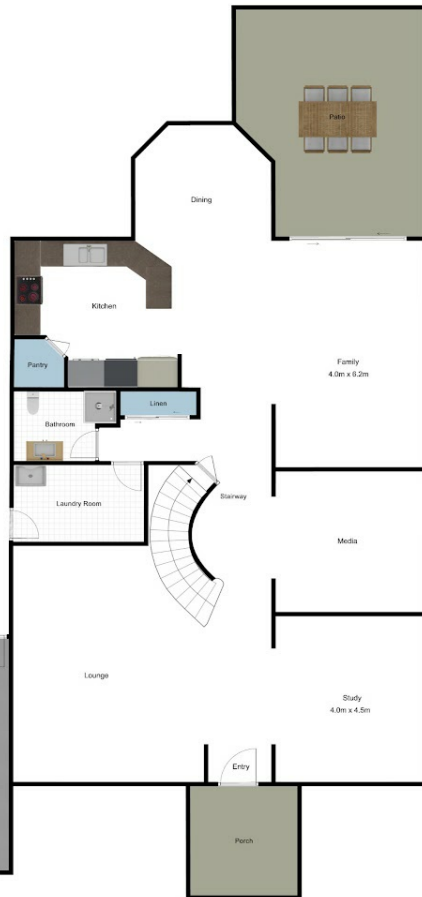 Patio
Dining
Kitchen
Family
4.0m x 6.2m
Pantry
Linen
Bathroom
Stairway
Laundry Room
Media
Lounge
Study
4.0m x 4.5m
Entry
Porch